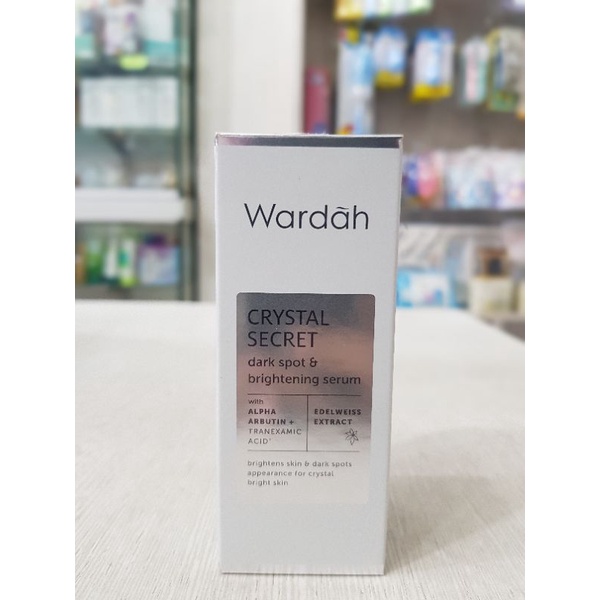 Wardãh
CRYSTAL
SECRET
dark spot &
brightening serum
with
ALPHA
ARBUTIN +
TRANEXAMIC
ACID*
EDELWEISS
EXTRACT
brightens skin & dark spots
appearance for crystal
bright skin